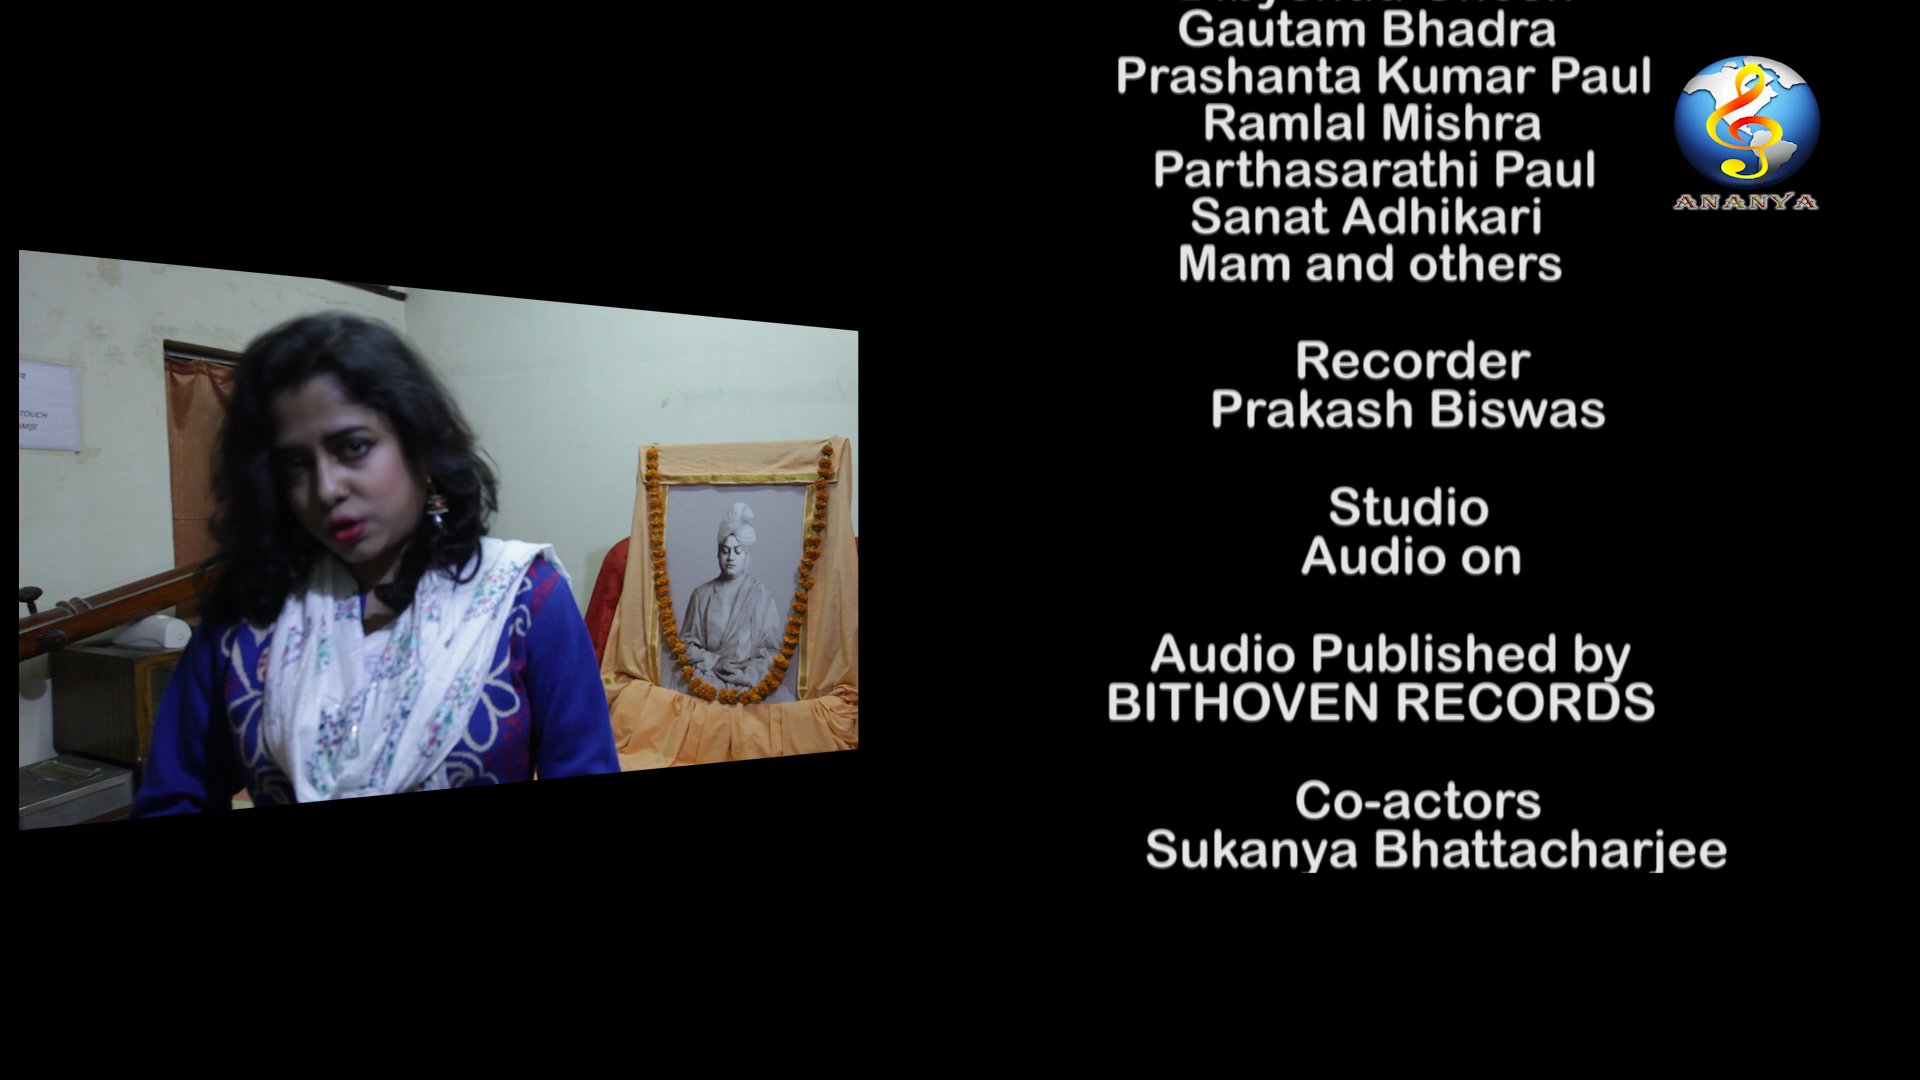 Gautam Bhadra
Prashanta Kumar Paul
Ramlal Mishra
Parthasarathi Paul
Sanat Adhikari
Mam and others
Recorder
Prakash Biswas
Studio
Audio on
Audio Published by
BITHOVEN RECORDS
Co-actors
Sukanya Bhattacharjee
ANANYA
TOUCH